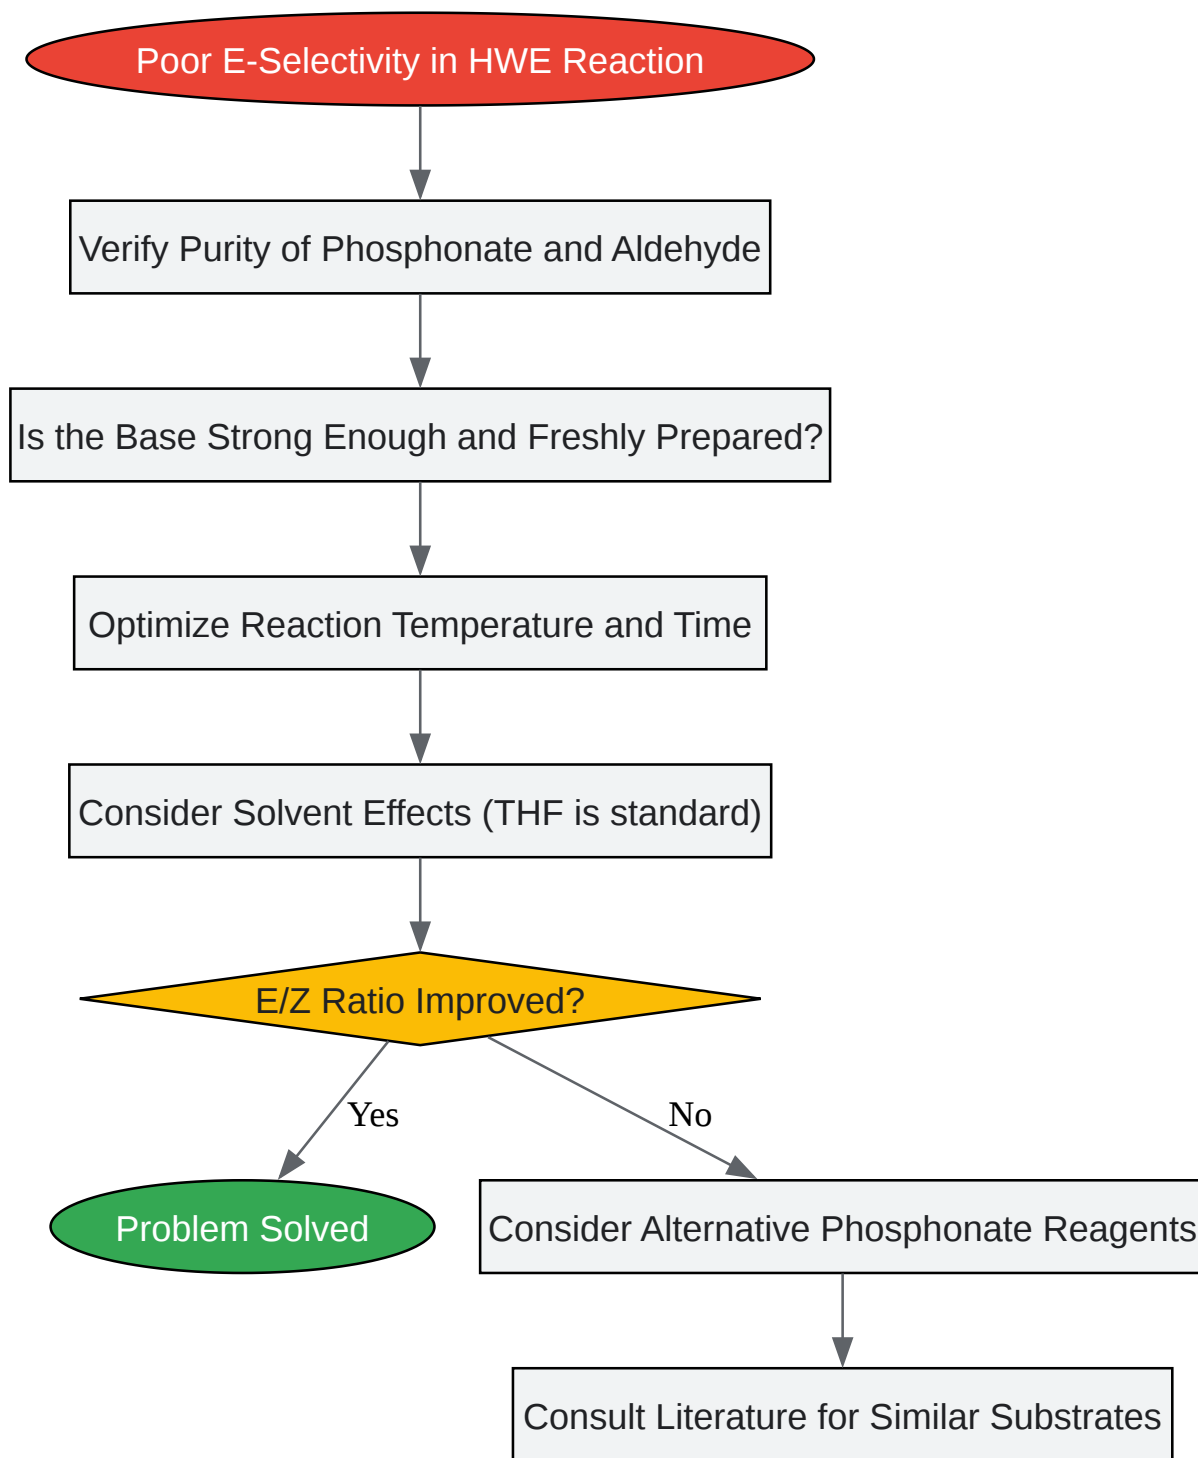 Poor E-Selectivity in HWE Reaction
Verify Purity of Phosphonate and Aldehyde
Is the Base Strong Enough and Freshly Prepared?
Optimize Reaction Temperature and Time
Consider Solvent Effects (THF is standard)
E/Z Ratio Improved?
Yes
No
Problem Solved
Consider Alternative Phosphonate Reagents
Consult Literature for Similar Substrates